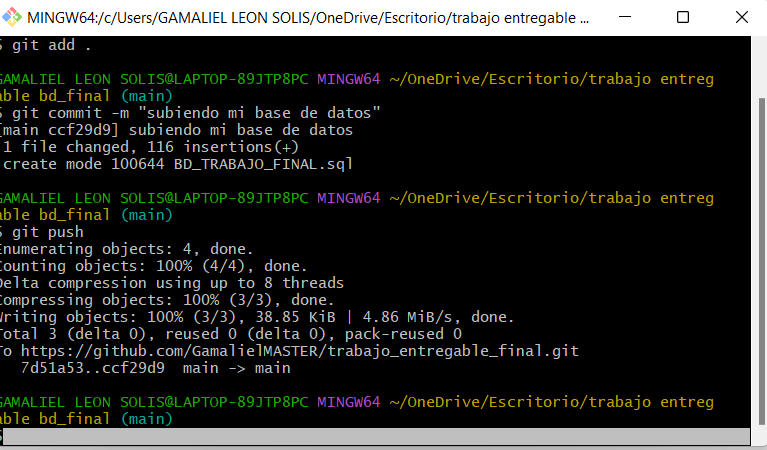 MINGW64:/c/Users/GAMALIEL LEON SOLIS/OneDrive/Escritorio/trabajo entregable ...
$ git add .
GAMALIEL LEON SOLIS@LAPTOP-89JTP8PC MINGW64 ~/OneDrive/Escritorio/trabajo entreg
able bd_final (main)
$ git commit -m "subiendo mi base de datos"
[main ccf29d9] subiendo mi base de datos
1 file changed, 116 insertions(+)
create mode 100644 BD_TRABAJO_FINAL.sql
GAMALIEL LEON SOLIS@LAPTOP-89JTP8PC MINGW64 ~/OneDrive/Escritorio/trabajo entreg
able bd_final (main)
$ git push
Enumerating objects: 4, done.
Counting objects: 100% (4/4), done.
Delta compression using up to 8 threads
Compressing objects: 100% (3/3), done.
Writing objects: 100% (3/3), 38.85 KiB | 4.86 MiB/s, done.
Total 3 (delta 0), reused 0 (delta 0), pack-reused 0
To https://github.com/GamalielMASTER/trabajo_entregable_final.git
7d51a53..ccf29d9  main -> main
GAMALIEL LEON SOLIS@LAPTOP-89JTP8PC MINGW64 ~/OneDrive/Escritorio/trabajo entreg
able bd_final (main)
$